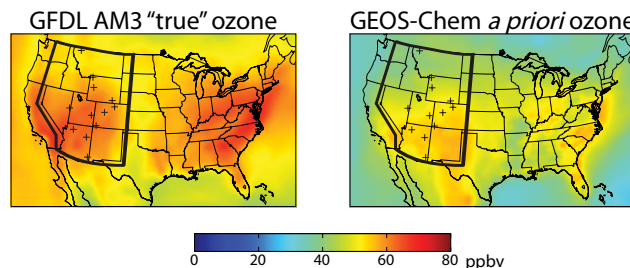 GFDL AM3 “true” ozone
GEOS-Chem a priori ozone
0 20 40 60 80 ppbv